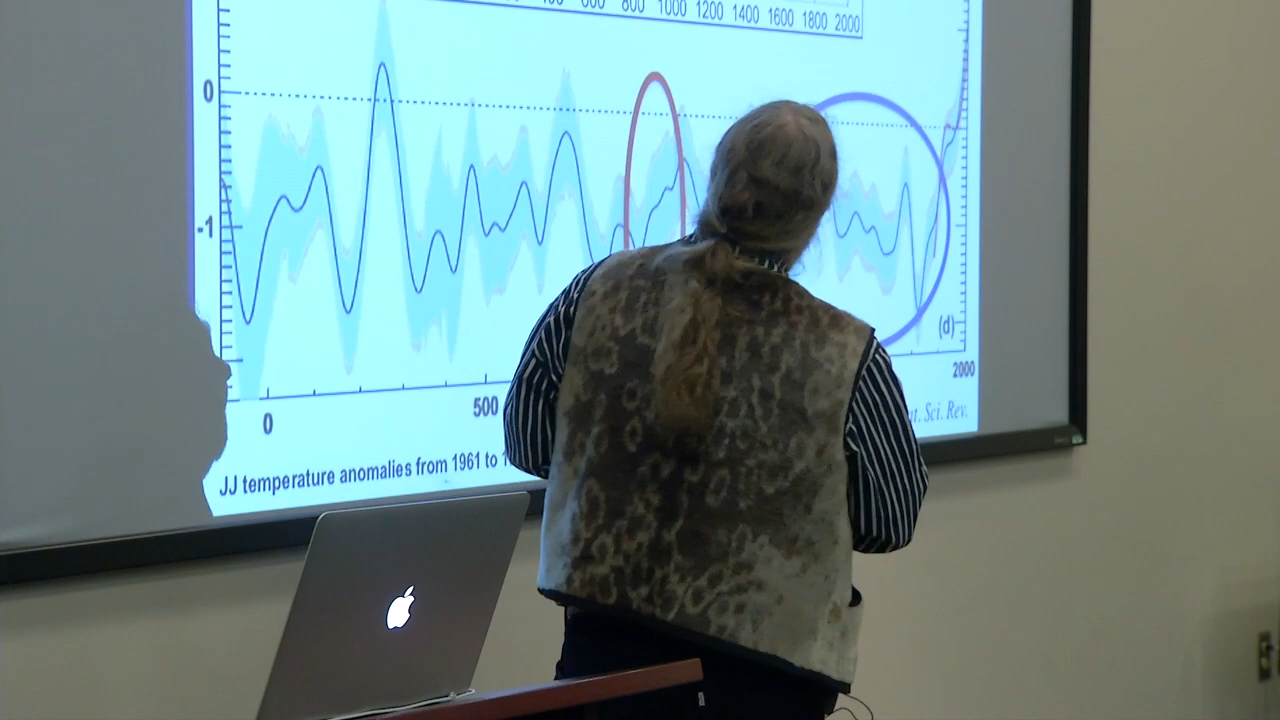 600 800 1000 1200 1400 1600 1800 2000
0
-1
(d)
0 500 2000
Sci. Rev.
JJ temperature anomalies from 1961 to